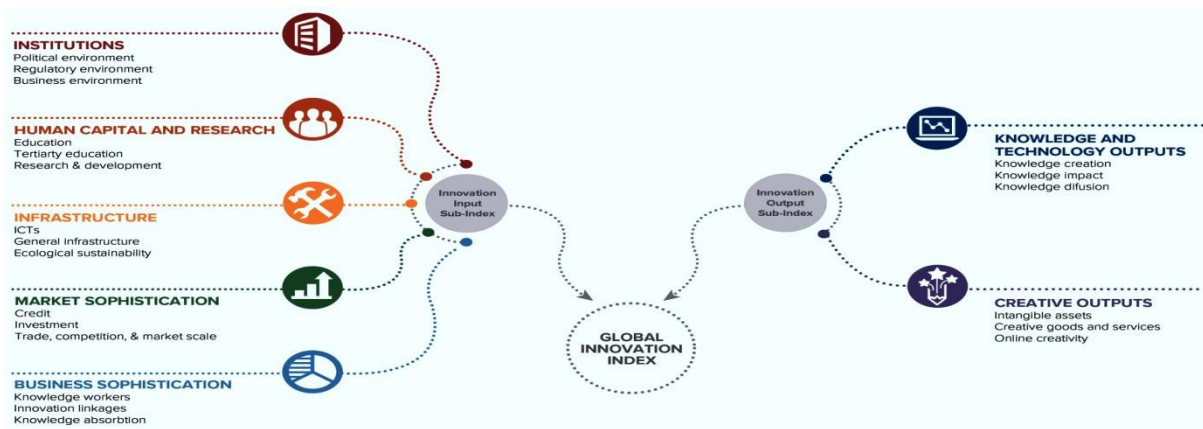 INSTITUTIONS
Political environment
Regulatory environment
Business environment
HUMAN CAPITAL AND RESEARCH
Education
Tertiarty education
Research & development
INFRASTRUCTURE
ICTs
General infrastructure
Ecological sustainability
MARKET SOPHISTICATION
Credit
Investment
Trade, competition, & market scale
BUSINESS SOPHISTICATION
Knowledge workers
Innovation linkages
Knowledge absorbtion
Innovation
Input
Sub-Index
GLOBAL
INNOVATION
INDEX
Innovation
Output
Sub-Index
KNOWLEDGE AND
TECHNOLOGY OUTPUTS
Knowledge creation
Knowledge impact
Knowledge difusion
CREATIVE OUTPUTS
Intangible assets
Creative goods and services
Online creativity